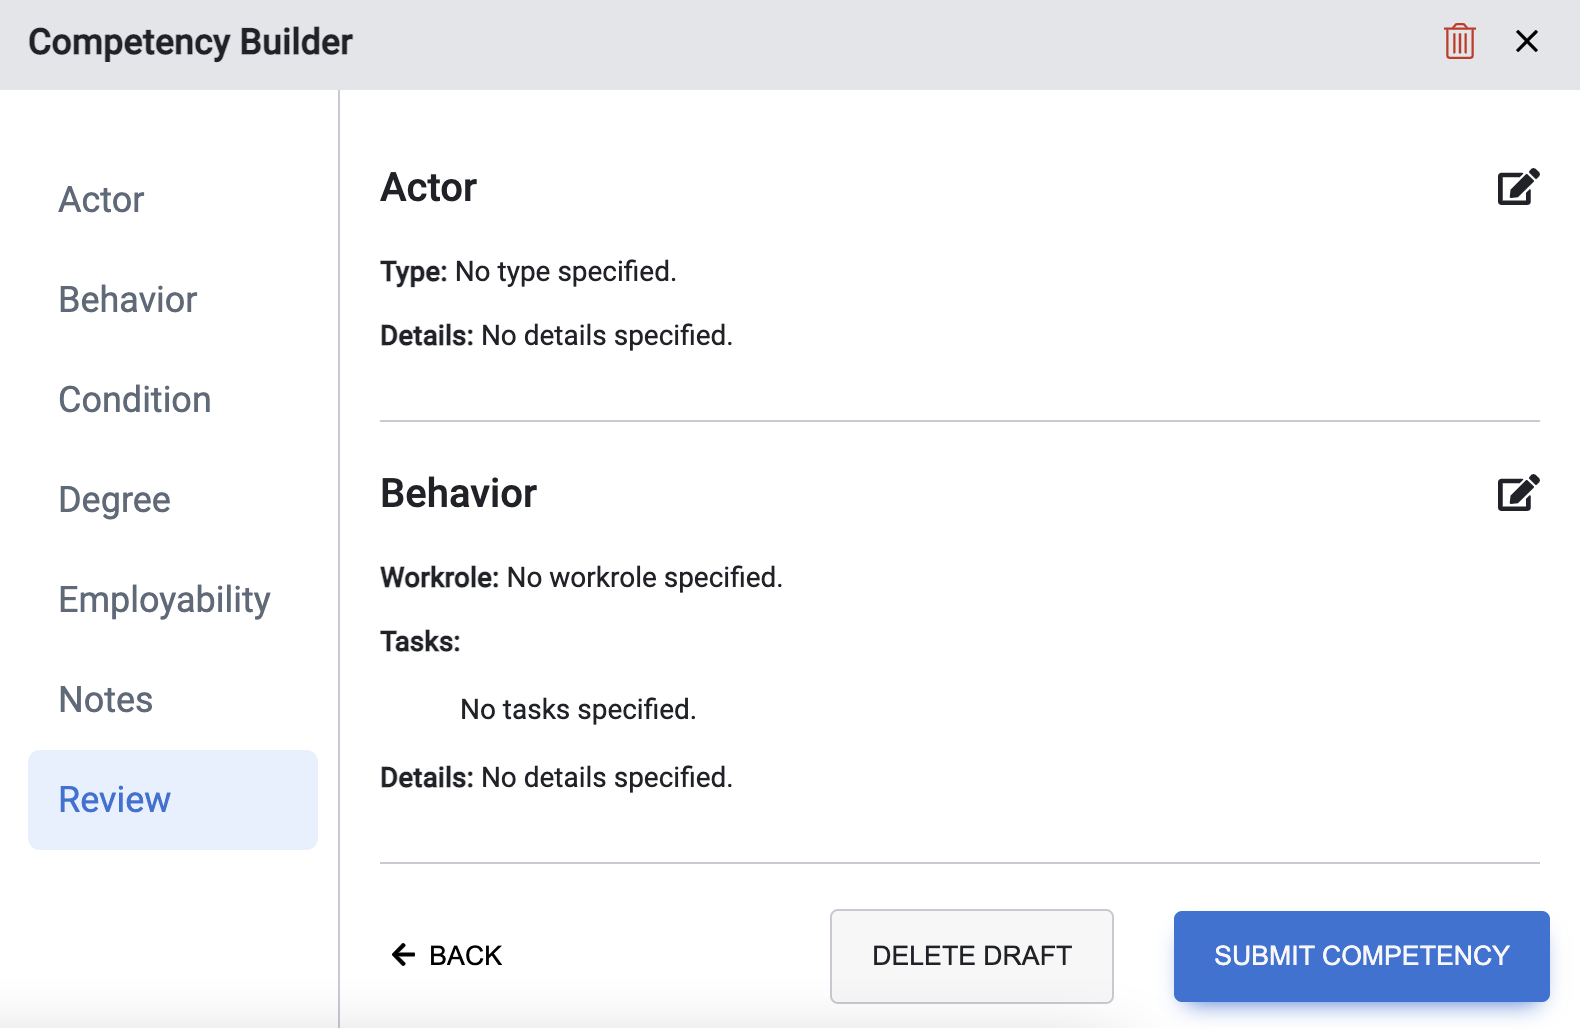 Competency Builder
Actor
Behavior
Condition
Degree
Employability
Notes
Review
Actor
Type: No type specified.
Details: No details specified.
Behavior
Workrole: No workrole specified.
Tasks:
No tasks specified.
Details: No details specified.
BACK
DELETE DRAFT
SUBMIT COMPETENCY